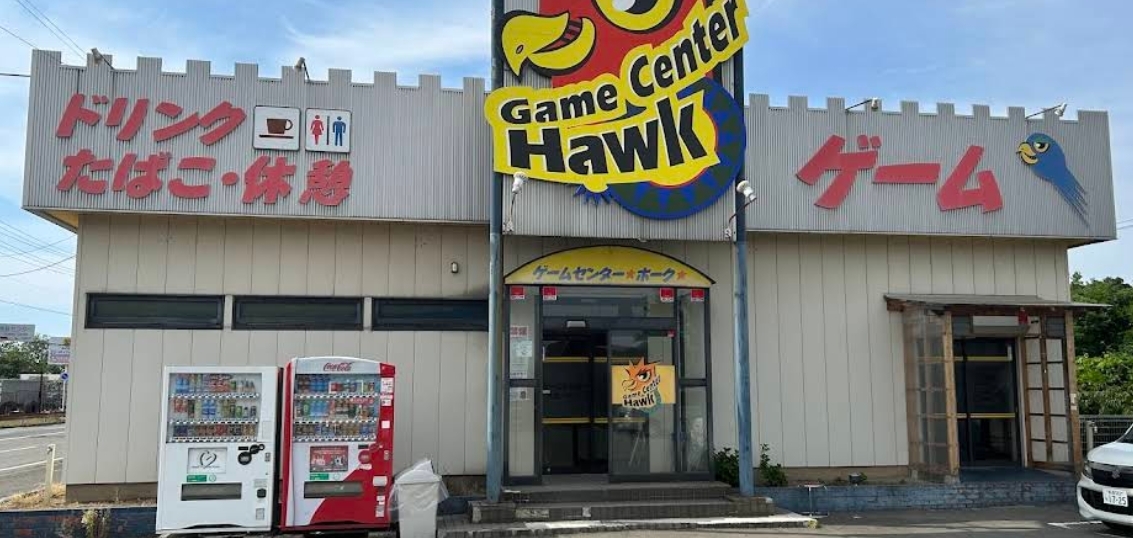 ドリンク
たばこ・休憩
Game Center
Hawk
ゲーム
ゲームセンター★ホーク★
Coca-Cola
Game Center
Hawk